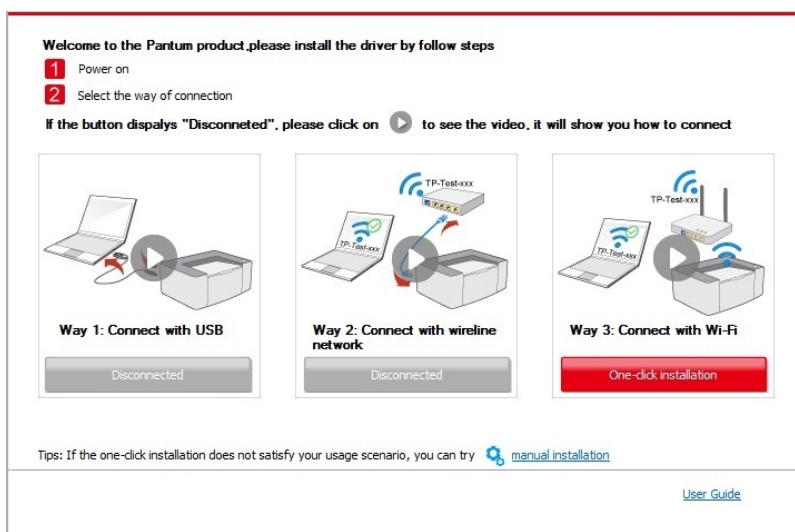 Welcome to the Pantum product,please install the driver by follow steps
1 Power on
2 Select the way of connection
If the button dispalys "Disconneted", please click on to see the video, it will show you how to connect
TP-Test-xxx
TP-Test-xxx
Way 1: Connect with USB
Disconnected
TP-Test-xxx
TP-Test-xxx
Way 2: Connect with wireline
network
Disconnected
Way 3: Connect with Wi-Fi
One-click installation
Tips: If the one-click installation does not satisfy your usage scenario, you can try manual installation
User Guide